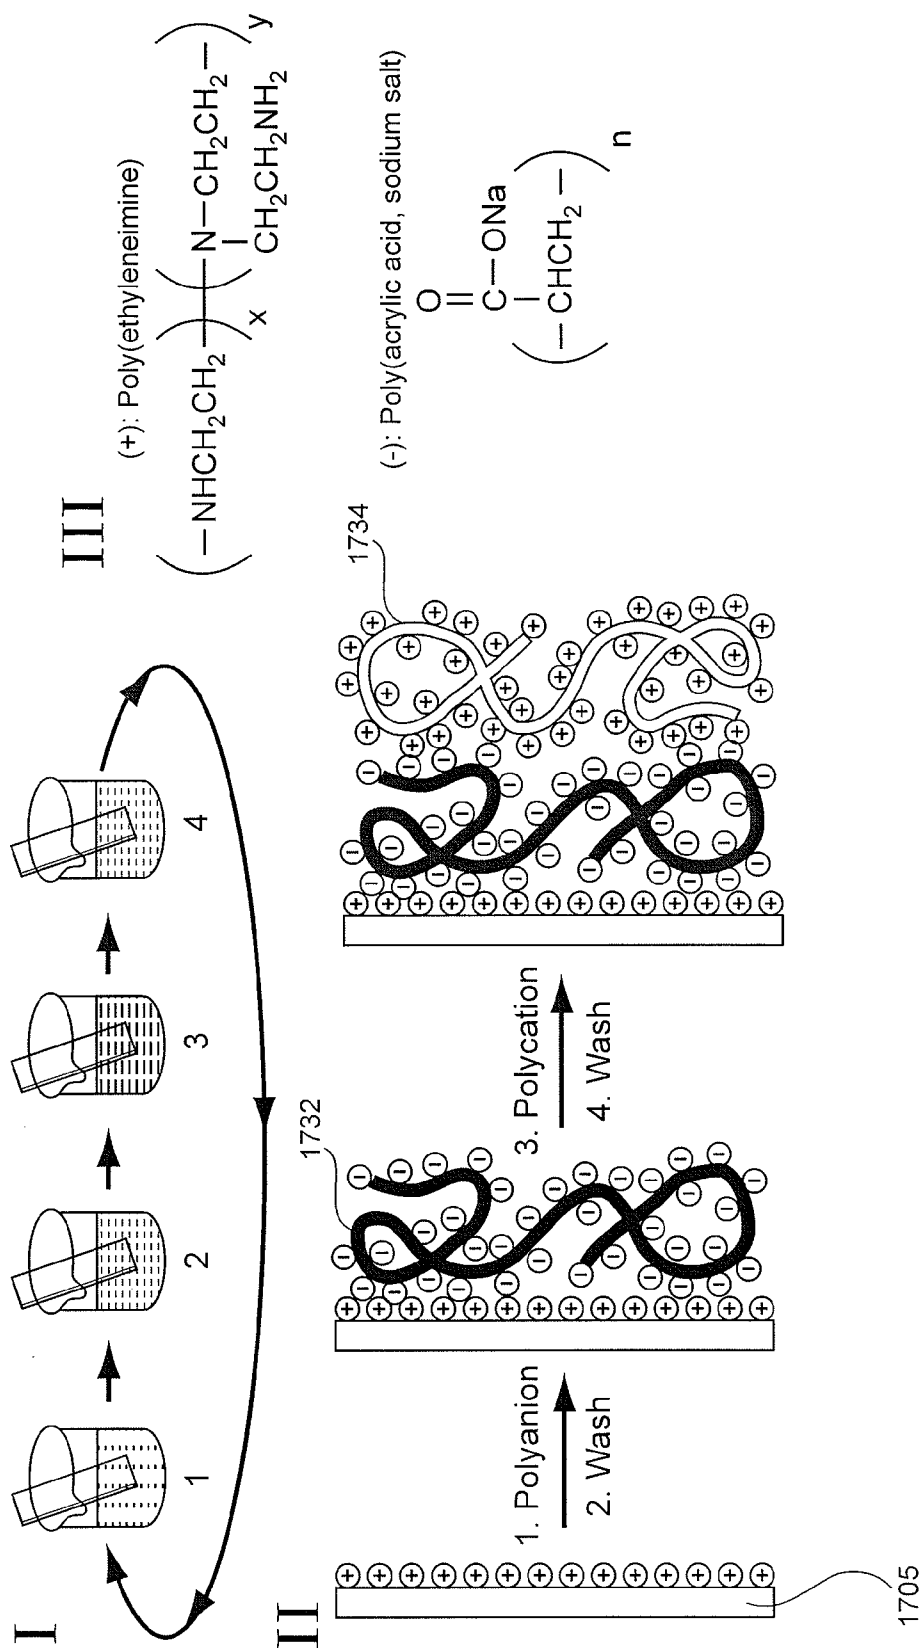 I
1 2 3 4
II
1705
1. Polyanion
2. Wash
1732
3. Polycation
4. Wash
1734
III
(+): Poly(ethyleneimine)
( — NHCH₂CH₂ )x ( N—CH₂CH₂ — )y
CH₂CH₂NH₂
(-): Poly(acrylic acid, sodium salt)
O
C — ONa
( — CHCH₂ — )n